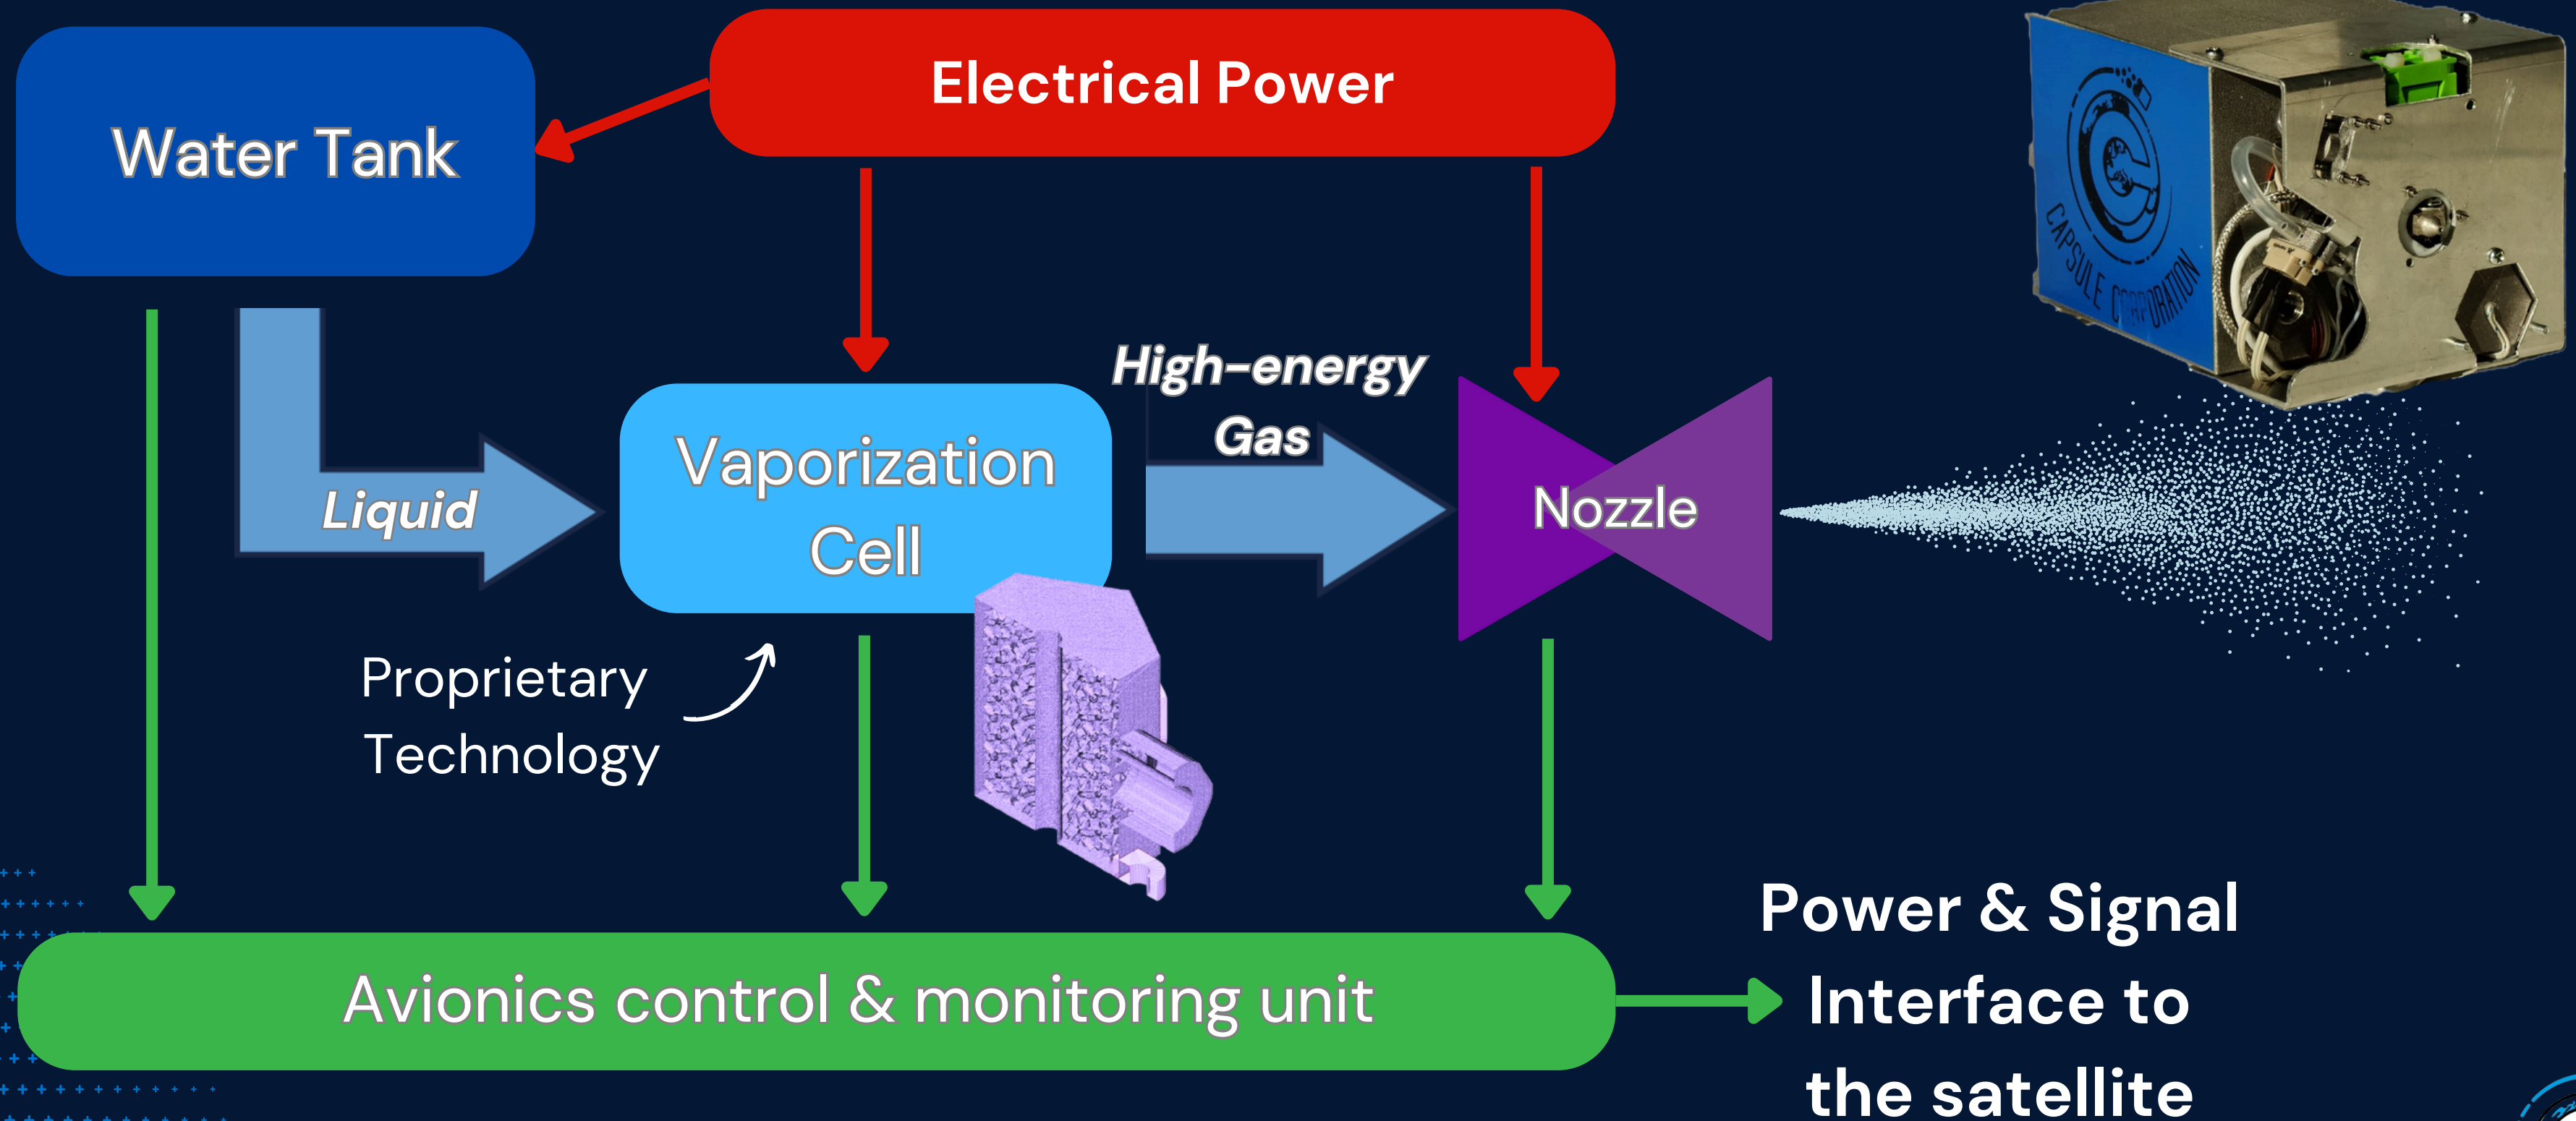 Electrical Power
Water Tank
High-energy
Gas
Liquid
Vaporization
Cell
Nozzle
Proprietary
Technology
Avionics control & monitoring unit
Power & Signal
Interface to
the satellite
CAPSULE CORPORATION